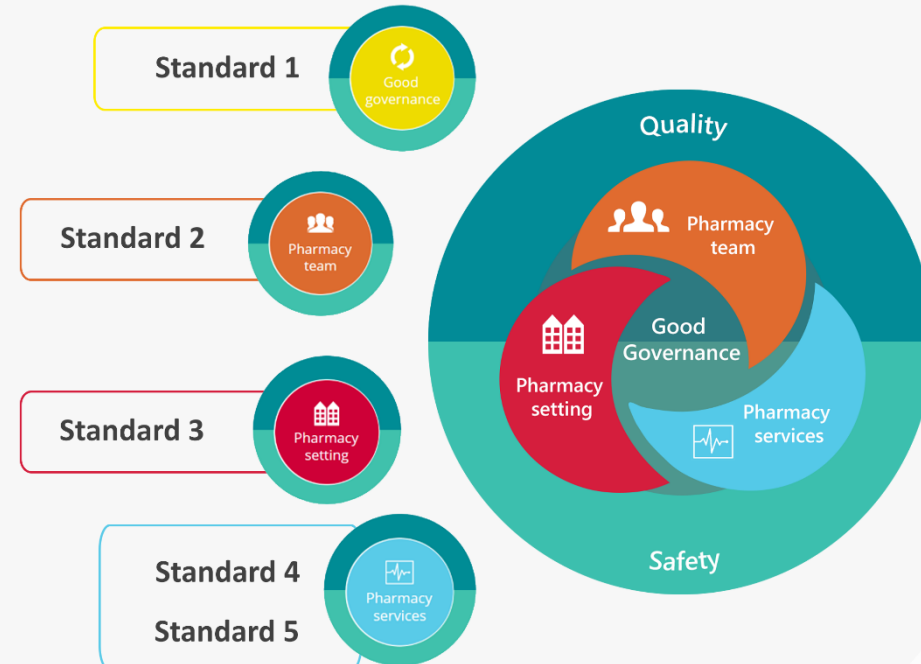 Standard 1
Good
governance
Standard 2
Pharmacy
team
Standard 3
Pharmacy
setting
Standard 4
Standard 5
Pharmacy
services
Quality
Pharmacy
team
Good
Governance
Pharmacy
setting
Pharmacy
services
Safety